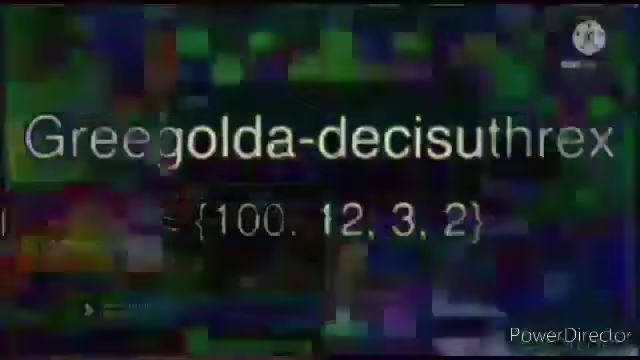 Greegolda-decisuthrex
= {100, 12, 3, 2}
PowerDirector